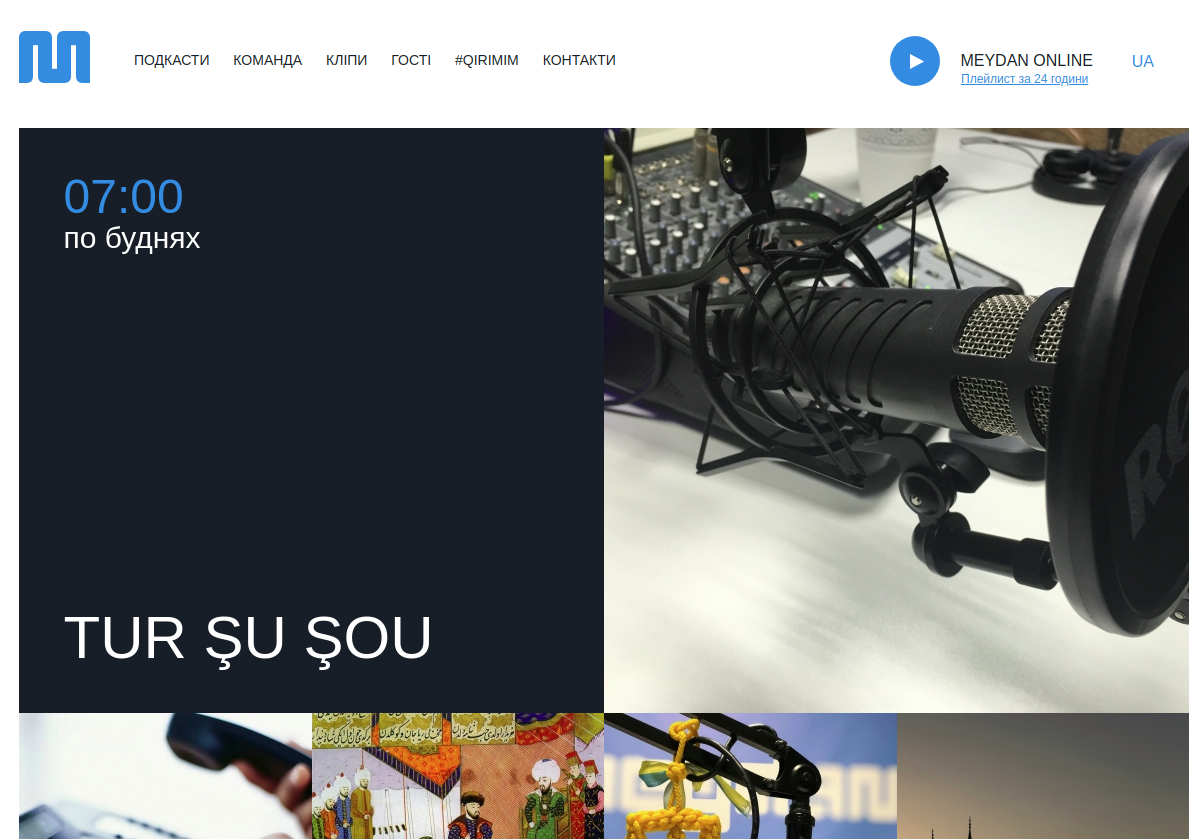 ПОДКАСТИ КОМАНДА КЛІПИ ГОСТІ #QIRIMIM КОНТАКТИ
MEYDAN ONLINE UA
Плейлист за 24 години
07:00
по буднях
TUR ŞU ŞOU